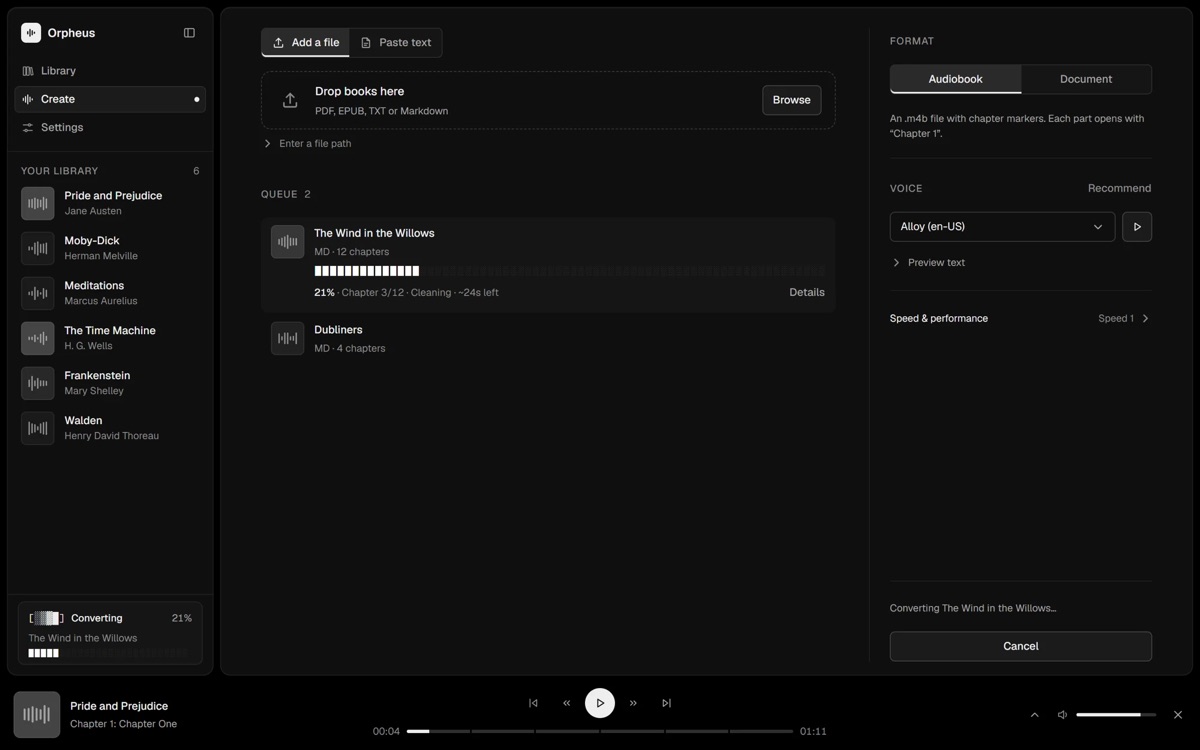 Orpheus
Library
Create
Settings
YOUR LIBRARY 6
Pride and Prejudice
Jane Austen
Moby-Dick
Herman Melville
Meditations
Marcus Aurelius
The Time Machine
H. G. Wells
Frankenstein
Mary Shelley
Walden
Henry David Thoreau
Converting 21%
The Wind in the Willows
Add a file
Paste text
Drop books here
PDF, EPUB, TXT or Markdown
Browse
Enter a file path
QUEUE 2
The Wind in the Willows
MD · 12 chapters
21% · Chapter 3/12 · Cleaning · ~24s left
Details
Dubliners
MD · 4 chapters
FORMAT
Audiobook
Document
An .m4b file with chapter markers. Each part opens with
“Chapter 1”.
VOICE
Recommend
Alloy (en-US)
Preview text
Speed & performance
Speed 1
Converting The Wind in the Willows…
Cancel
Pride and Prejudice
Chapter 1: Chapter One
00:04
01:11